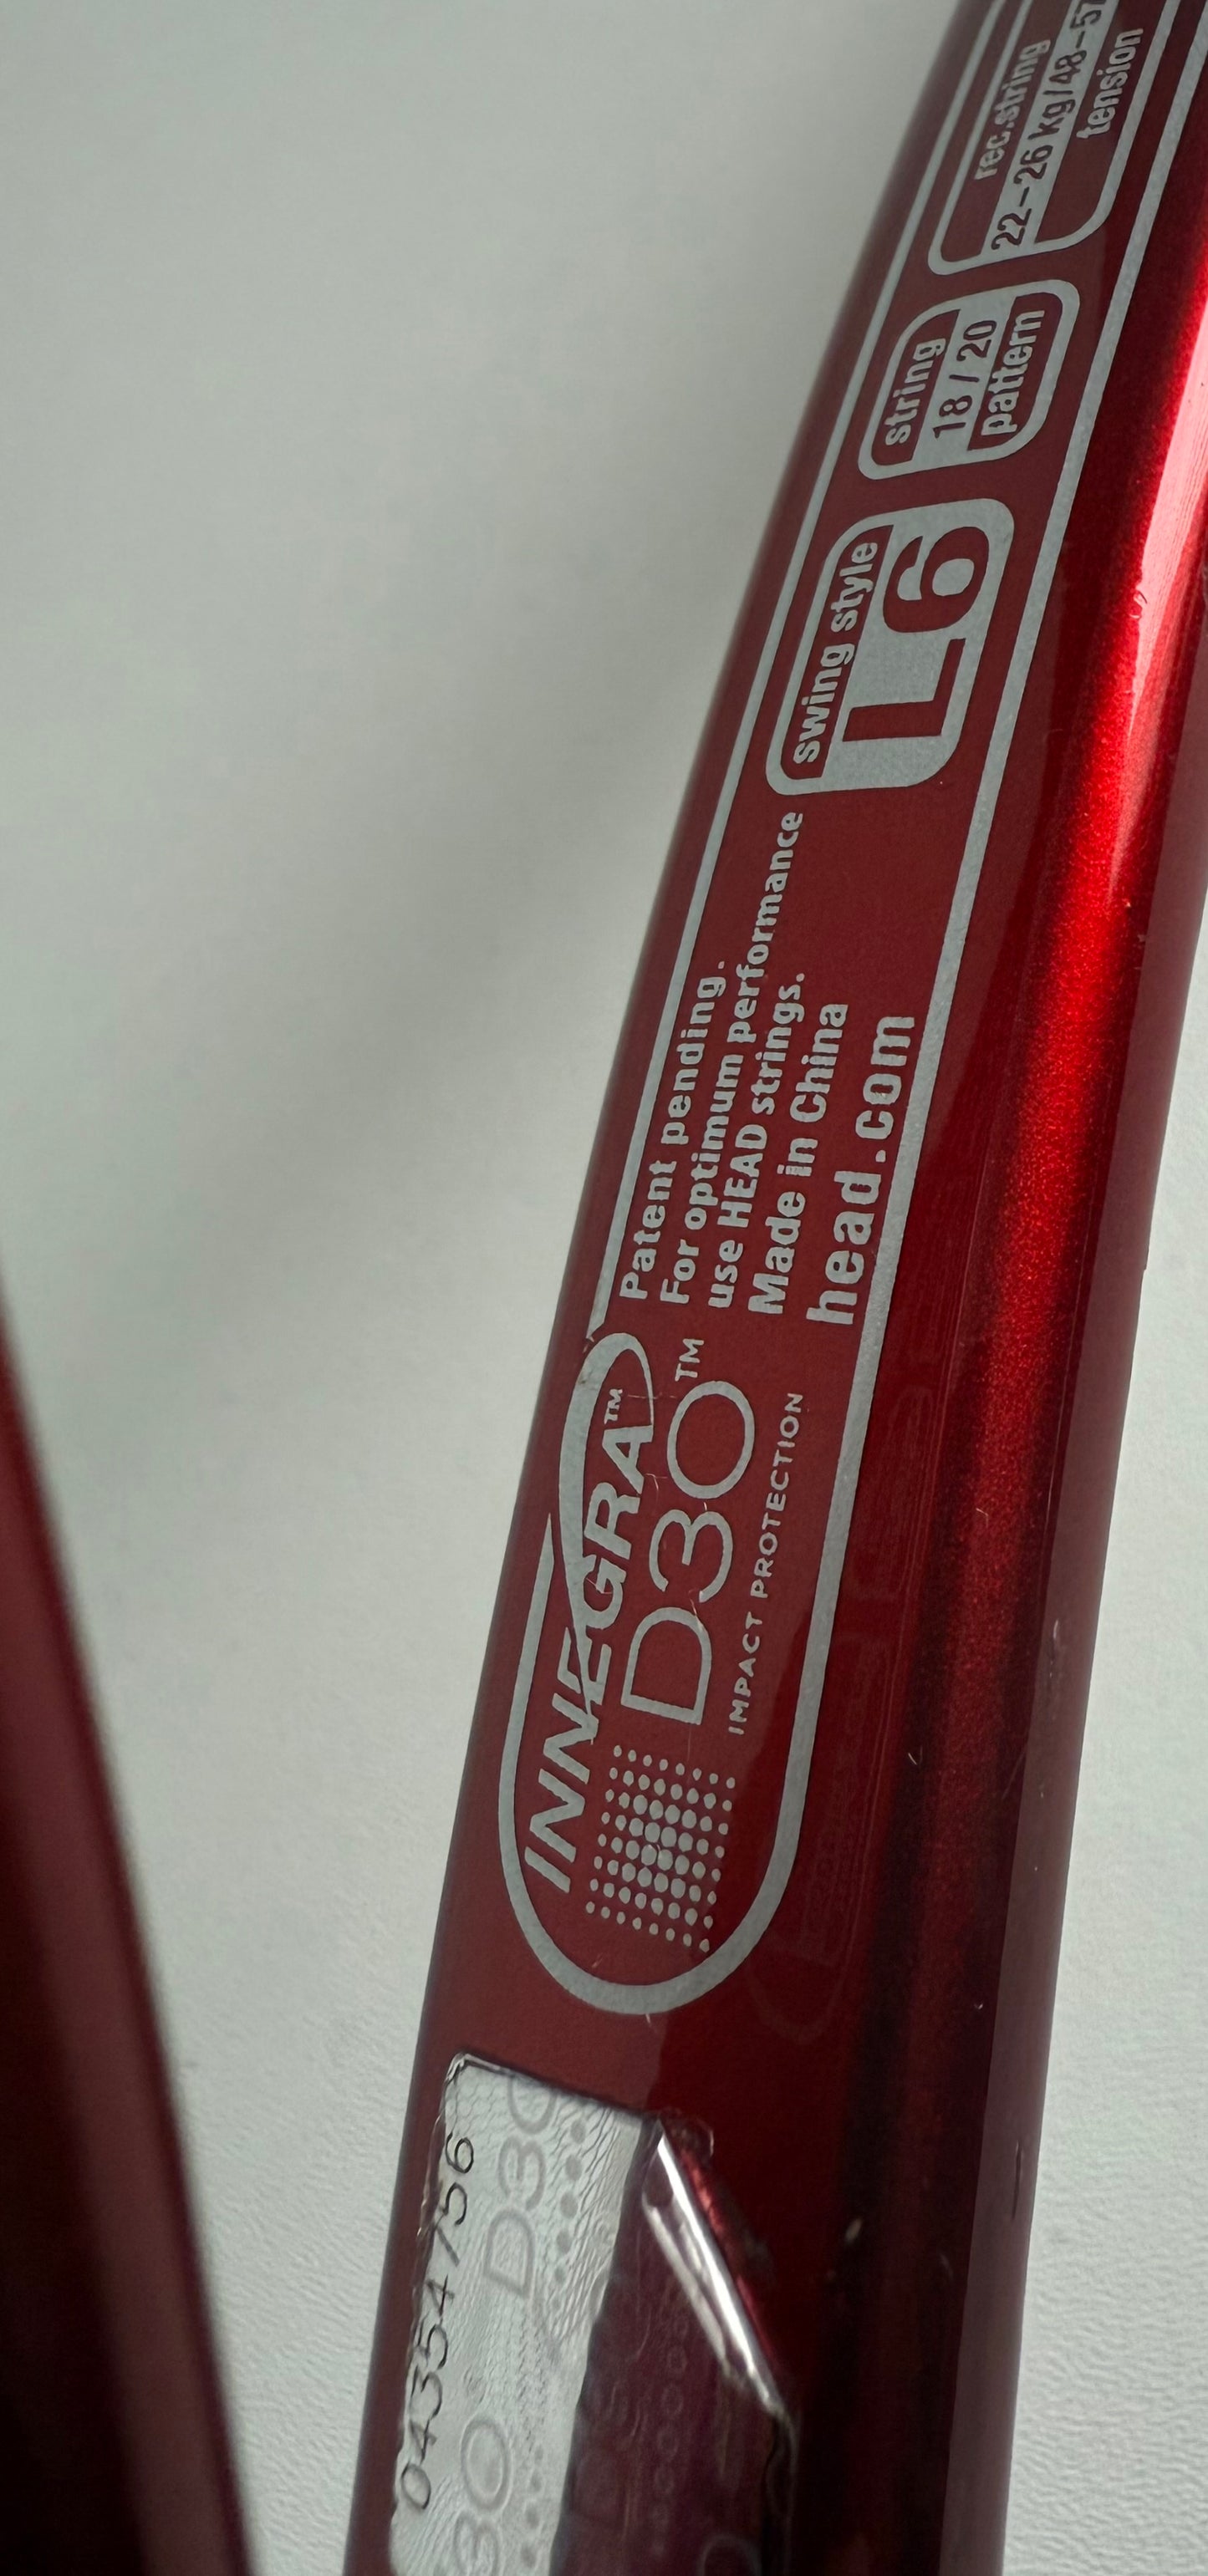 INNEGRA™
D3O™
IMPACT PROTECTION
Patent pending.
For optimum performance
use HEAD strings.
Made in China
head.com
swing style
L6
string
18/20
pattern
rec.string
22-26 kg/48-57
tension
04354756
D3O